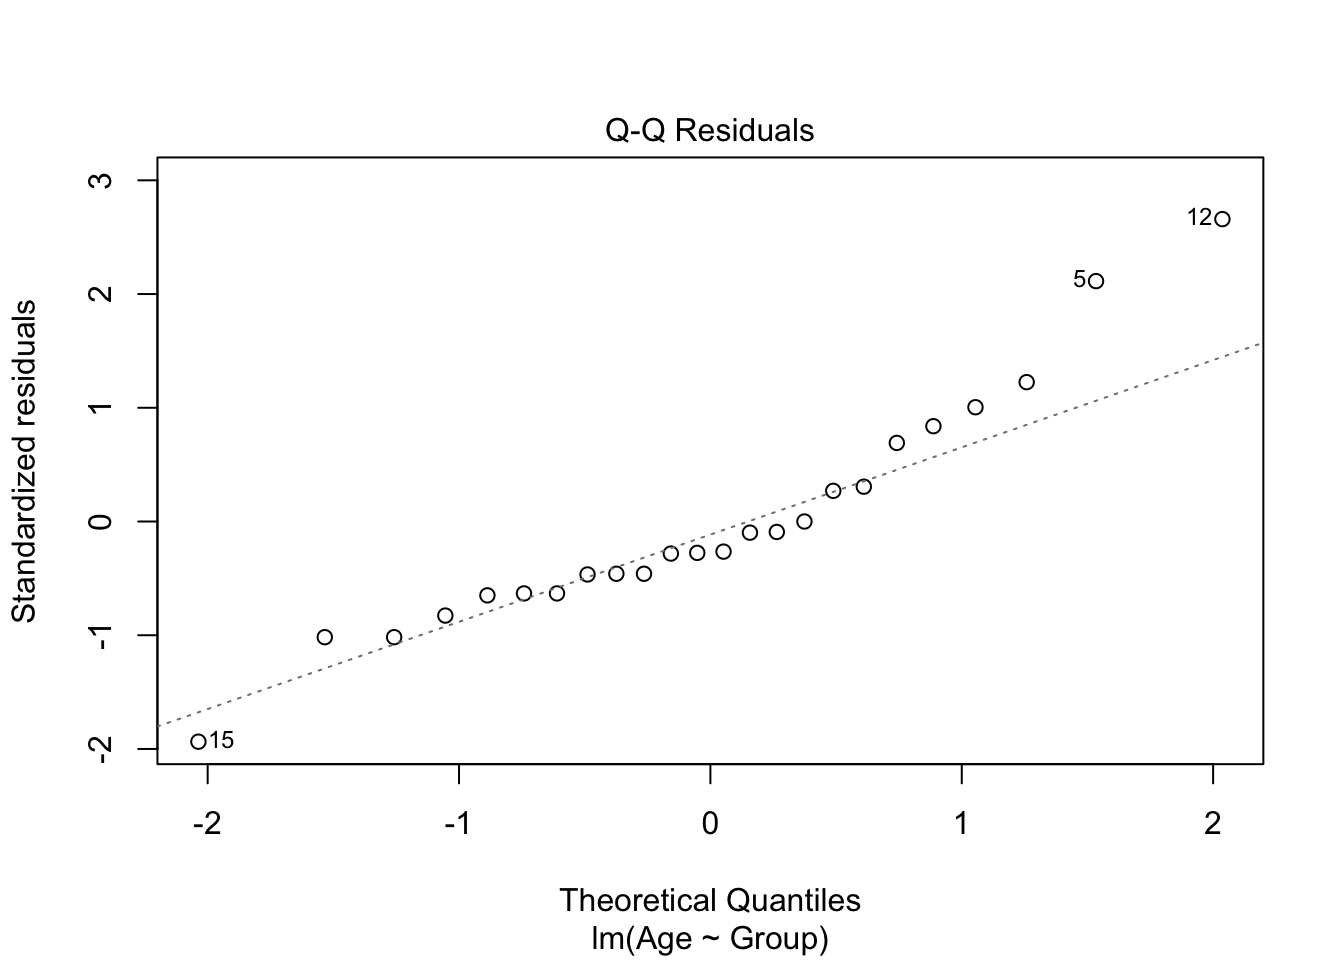 Q-Q Residuals
3
2
1
0
-1
-2
Standardized residuals
12
5
15
-2 -1 0 1 2
Theoretical Quantiles
lm(Age ~ Group)